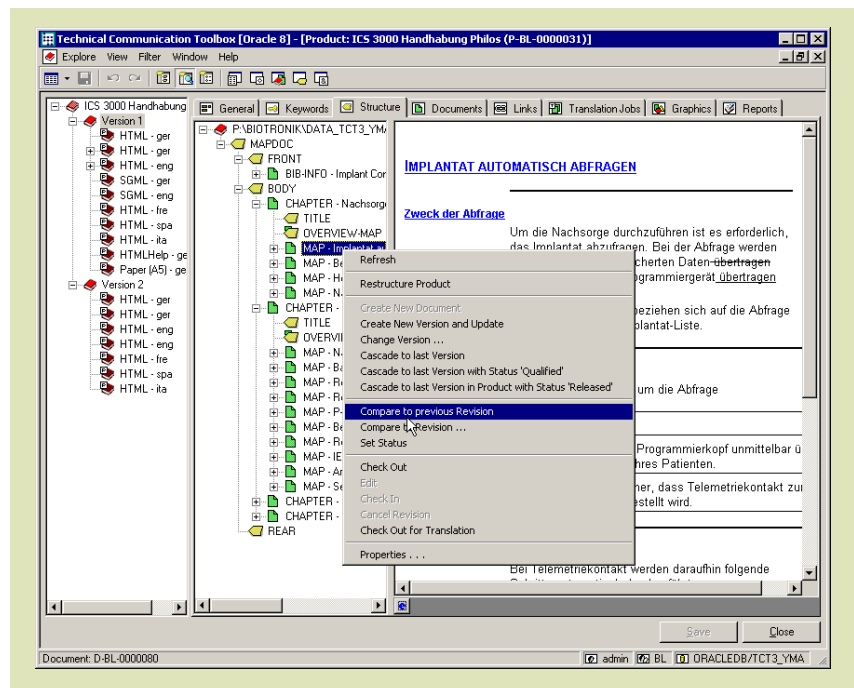 Technical Communication Toolbox [Oracle 8] - [Product: ICS 3000 Handhabung Philos (P-BL-0000031)]
Explore View Filter Window Help
General Keywords Structure Documents Links Translation Jobs Graphics Reports
ICS 3000 Handhabung
Version 1
HTML - ger
HTML - ger
HTML - eng
SGML - ger
SGML - eng
HTML - fre
HTML - spa
HTML - ita
HTMLHelp - ge
Paper (A5) - ge
Version 2
HTML - ger
HTML - ger
HTML - eng
HTML - eng
HTML - fre
HTML - spa
HTML - ita
P:\BIOTRONIK\DATA_TCT3_YMA
MAPDOC
FRONT
BIB-INFO - Implant Cor
BODY
CHAPTER - Nachsorge
TITLE
OVERVIEW-MAP
MAP - Implantat au
MAP - Be
MAP - H
MAP - N
CHAPTER -
TITLE
OVERVI
MAP - N
MAP - Ba
MAP - Re
MAP - R
MAP - P-
MAP - Be
MAP - R
MAP - IE
MAP - Ar
MAP - Se
CHAPTER -
CHAPTER -
REAR
Refresh
Restructure Product
Create New Document
Create New Version and Update
Change Version ...
Cascade to last Version
Cascade to last Version with Status 'Qualified'
Cascade to last Version in Product with Status 'Released'
Compare to previous Revision
Compare to Revision ...
Set Status
Check Out
Edit
Check In
Cancel Revision
Check Out for Translation
Properties . . .
IMPLANTAT AUTOMATISCH ABFRAGEN
Zweck der Abfrage
Um die Nachsorge durchzuführen ist es erforderlich,
das Implantat abzufragen. Bei der Abfrage werden
cherten Daten übertragen
ogrammiergerät übertragen
beziehen sich auf die Abfrage
plantat-Liste.
um die Abfrage
Programmierkopf unmittelbar ü
hres Patienten.
her, dass Telemetriekontakt zu
estellt wird.
Bei Telemetriekontakt werden daraufhin folgende
Save Close
Document: D-BL-0000080
admin BL ORACLEDB/TCT3_YMA